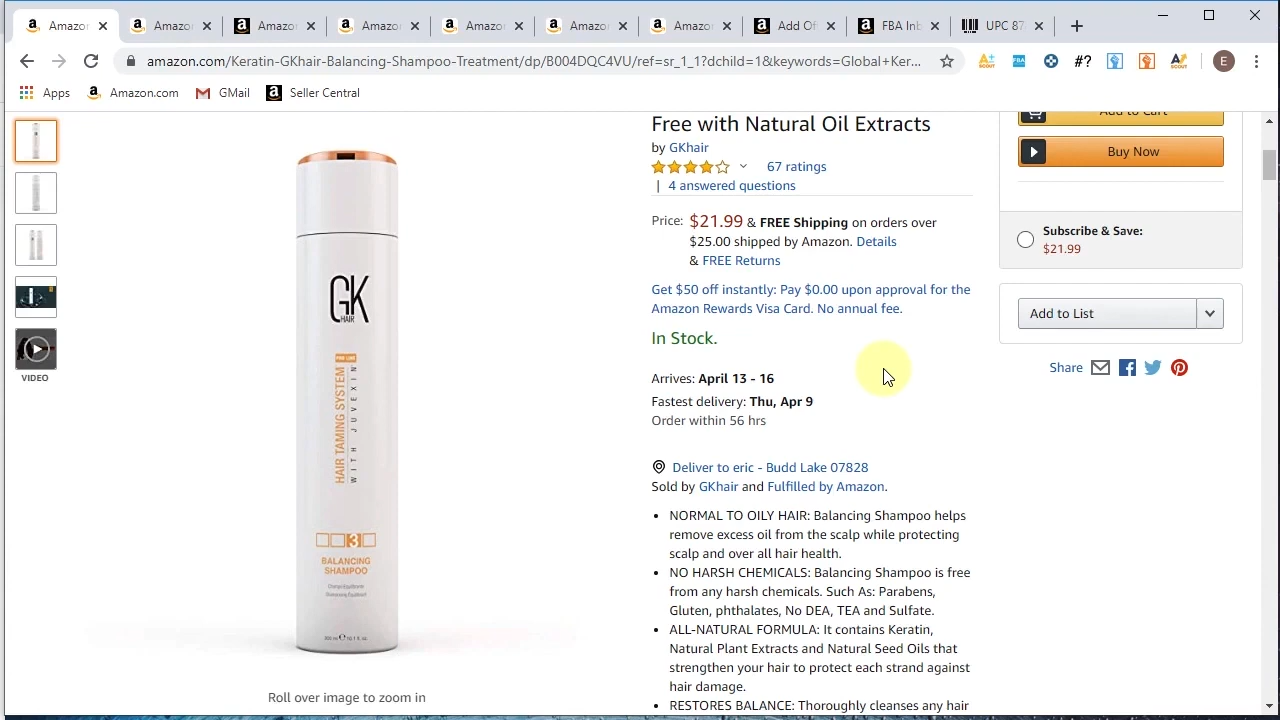 Amazon
Amazon
Amazon
Amazon
Amazon
Amazon
Amazon
Add Of
FBA Inb
UPC 87
amazon.com/Keratin-GKhair-Balancing-Shampoo-Treatment/dp/B004DQC4VU/ref=sr_1_1?dchild=1&keywords=Global+Ker...
E
Apps
Amazon.com
GMail
Seller Central
Free with Natural Oil Extracts
by GKhair
67 ratings
| 4 answered questions
Price: $21.99 & FREE Shipping on orders over
$25.00 shipped by Amazon. Details
& FREE Returns
Get $50 off instantly: Pay $0.00 upon approval for the
Amazon Rewards Visa Card. No annual fee.
In Stock.
Arrives: April 13 - 16
Fastest delivery: Thu, Apr 9
Order within 56 hrs
Deliver to eric - Budd Lake 07828
Sold by GKhair and Fulfilled by Amazon.
• NORMAL TO OILY HAIR: Balancing Shampoo helps
remove excess oil from the scalp while protecting
scalp and over all hair health.
• NO HARSH CHEMICALS: Balancing Shampoo is free
from any harsh chemicals. Such As: Parabens,
Gluten, phthalates, No DEA, TEA and Sulfate.
• ALL-NATURAL FORMULA: It contains Keratin,
Natural Plant Extracts and Natural Seed Oils that
strengthen your hair to protect each strand against
hair damage.
• RESTORES BALANCE: Thoroughly cleanses any hair
Add to Cart
Buy Now
Subscribe & Save:
$21.99
Add to List
Share
VIDEO
GK
HAIR
PRO LINE
HAIR TAMING SYSTEM
WITH JUVEXIN
3
BALANCING
SHAMPOO
Roll over image to zoom in